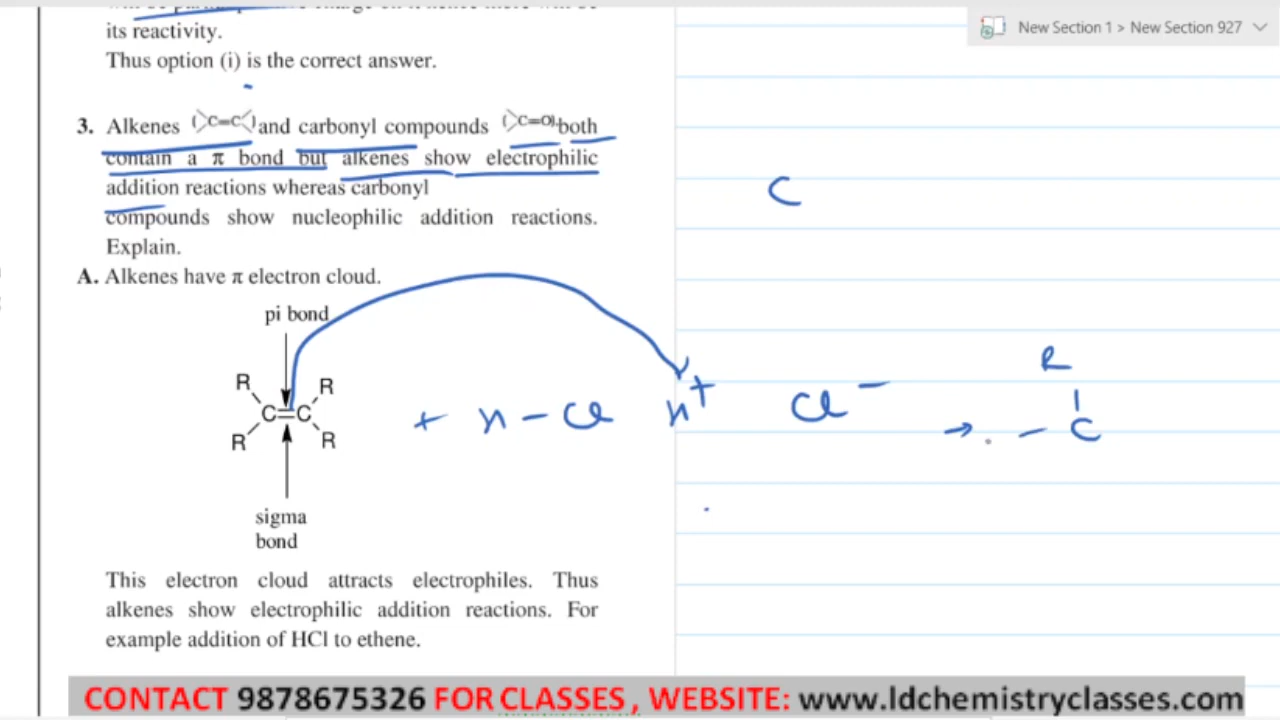 its reactivity.
Thus option (i) is the correct answer.
3. Alkenes (>C=C<) and carbonyl compounds (>C=O) both
contain a π bond but alkenes show electrophilic
addition reactions whereas carbonyl
compounds show nucleophilic addition reactions.
Explain.
A. Alkenes have π electron cloud.
pi bond
R R
C=C
R R
sigma
bond
This electron cloud attracts electrophiles. Thus
alkenes show electrophilic addition reactions. For
example addition of HCl to ethene.
+ H - Cl H+ Cl - → - C
R
C
New Section 1 > New Section 927
CONTACT 9878675326 FOR CLASSES , WEBSITE: www.ldchemistryclasses.com